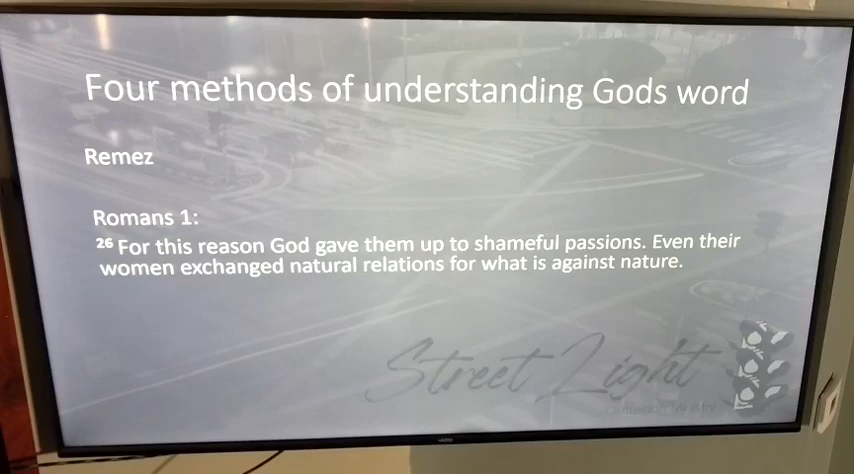 Four methods of understanding Gods word
Remez
Romans 1:
26 For this reason God gave them up to shameful passions. Even their
women exchanged natural relations for what is against nature.
Street Light
Ministry